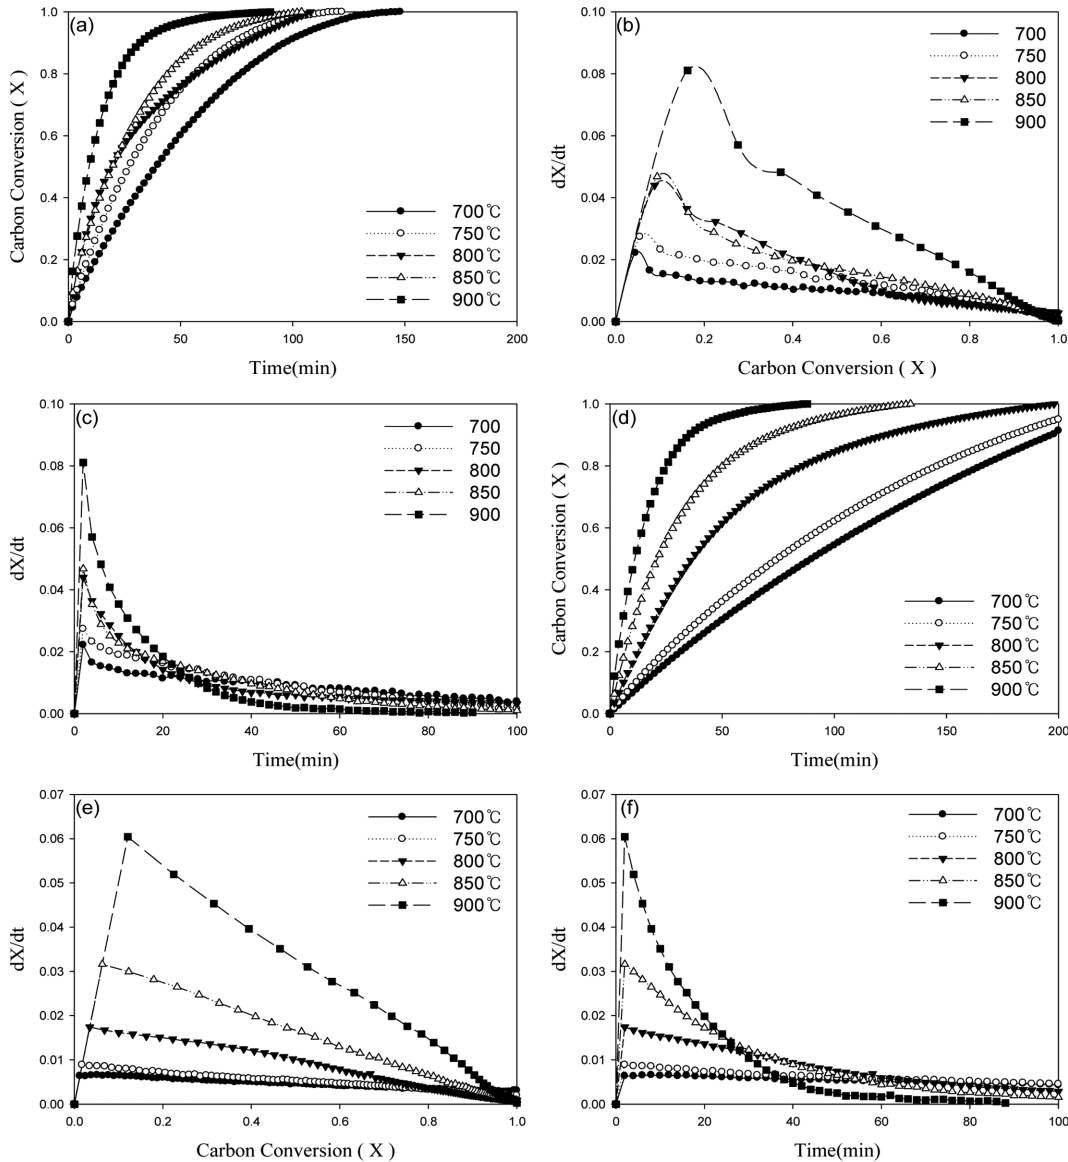 (a)
Carbon Conversion ( X )
1.0
0.8
0.6
0.4
0.2
0.0
700℃
750℃
800℃
850℃
900℃
0 50 100 150 200
Time(min)
(b)
dX/dt
0.10
0.08
0.06
0.04
0.02
0.00
700
750
800
850
900
0.0 0.2 0.4 0.6 0.8 1.0
Carbon Conversion ( X )
(c)
dX/dt
0.10
0.08
0.06
0.04
0.02
0.00
700
750
800
850
900
0 20 40 60 80 100
Time(min)
(d)
Carbon Conversion ( X )
1.0
0.8
0.6
0.4
0.2
0.0
700℃
750℃
800℃
850℃
900℃
0 50 100 150 200
Time(min)
(e)
dX/dt
0.07
0.06
0.05
0.04
0.03
0.02
0.01
0.00
700℃
750℃
800℃
850℃
900℃
0.0 0.2 0.4 0.6 0.8 1.0
Carbon Conversion ( X )
(f)
dX/dt
0.07
0.06
0.05
0.04
0.03
0.02
0.01
0.00
700℃
750℃
800℃
850℃
900℃
0 20 40 60 80 100
Time(min)